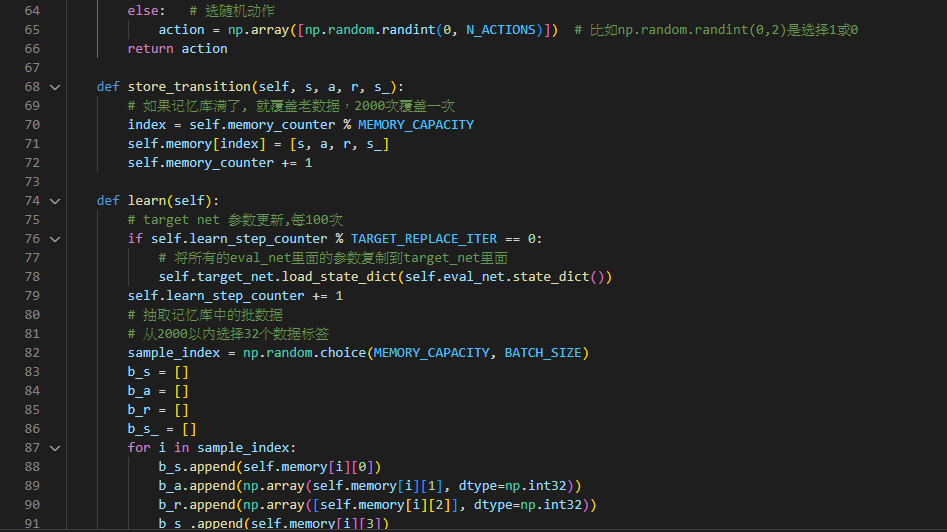 64 else:   # 选随机动作
65 action = np.array([np.random.randint(0, N_ACTIONS)])  # 比如np.random.randint(0,2)是选择1或0
66 return action
67
68 def store_transition(self, s, a, r, s_):
69 # 如果记忆库满了, 就覆盖老数据，2000次覆盖一次
70 index = self.memory_counter % MEMORY_CAPACITY
71 self.memory[index] = [s, a, r, s_]
72 self.memory_counter += 1
73
74 def learn(self):
75 # target net 参数更新,每100次
76 if self.learn_step_counter % TARGET_REPLACE_ITER == 0:
77 # 将所有的eval_net里面的参数复制到target_net里面
78 self.target_net.load_state_dict(self.eval_net.state_dict())
79 self.learn_step_counter += 1
80 # 抽取记忆库中的批数据
81 # 从2000以内选择32个数据标签
82 sample_index = np.random.choice(MEMORY_CAPACITY, BATCH_SIZE)
83 b_s = []
84 b_a = []
85 b_r = []
86 b_s_ = []
87 for i in sample_index:
88 b_s.append(self.memory[i][0])
89 b_a.append(np.array(self.memory[i][1], dtype=np.int32))
90 b_r.append(np.array([self.memory[i][2]], dtype=np.int32))
91 b_s_.append(self.memory[i][3])